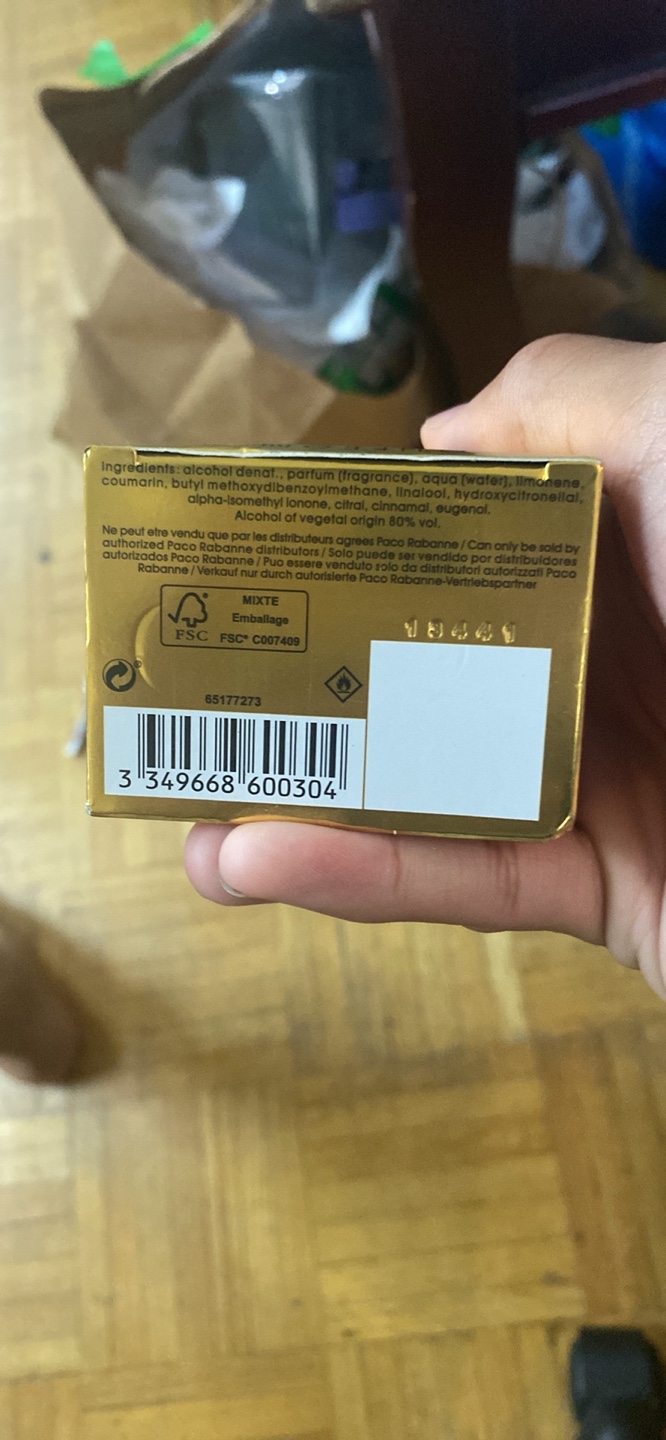 Ingredients: alcohol denat., parfum (fragrance), aqua (water), limonene,
coumarin, butyl methoxydibenzoylmethane, linalool, hydroxycitronellal,
alpha-isomethyl ionone, citral, cinnamal, eugenol.
Alcohol of vegetal origin 80% vol.
Ne peut etre vendu que par les distributeurs agrees Paco Rabanne / Can only be sold by
authorized Paco Rabanne distributors / Solo puede ser vendido por distribuidores
autorizados Paco Rabanne / Puo essere venduto solo da distributori autorizzati Paco
Rabanne / Verkauf nur durch autorisierte Paco Rabanne-Vertriebspartner
FSC
MIXTE
Emballage
FSC® C007409
65177273
3 349668 600304